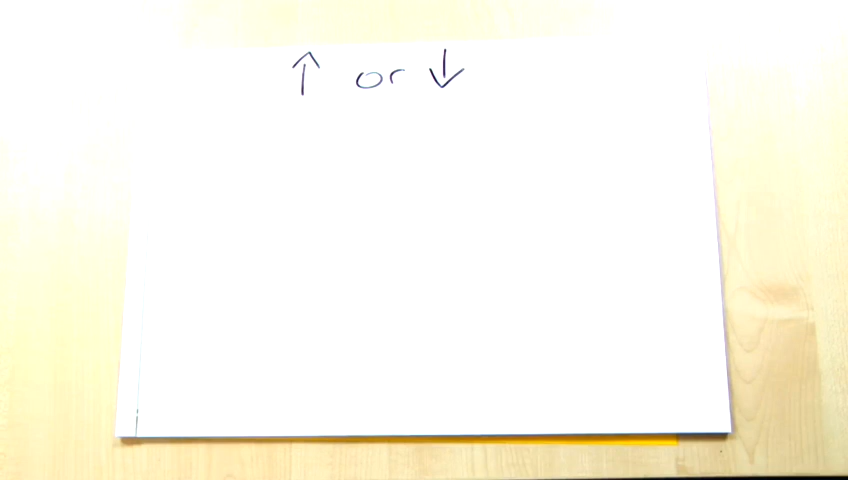 ↑ or ↓